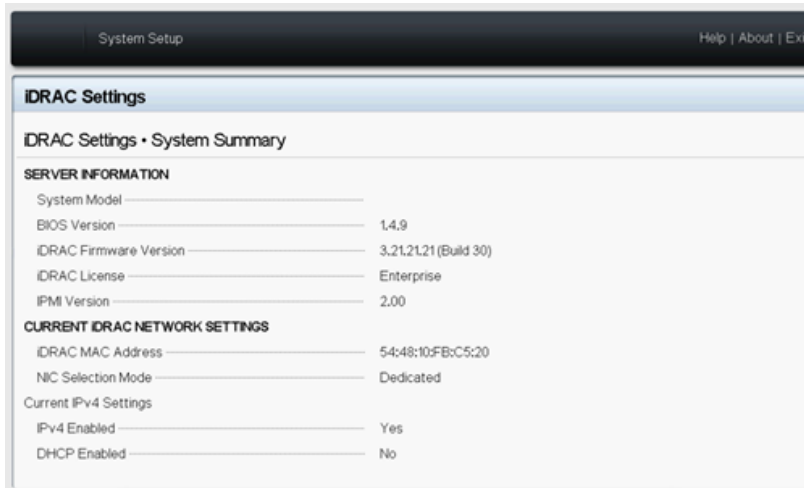 System Setup
Help | About | Exi
iDRAC Settings
iDRAC Settings • System Summary
SERVER INFORMATION
System Model
BIOS Version 1.4.9
iDRAC Firmware Version 3.21.21.21 (Build 30)
iDRAC License Enterprise
IPMI Version 2.00
CURRENT iDRAC NETWORK SETTINGS
iDRAC MAC Address 54:48:10:FB:C5:20
NIC Selection Mode Dedicated
Current IPv4 Settings
IPv4 Enabled Yes
DHCP Enabled No